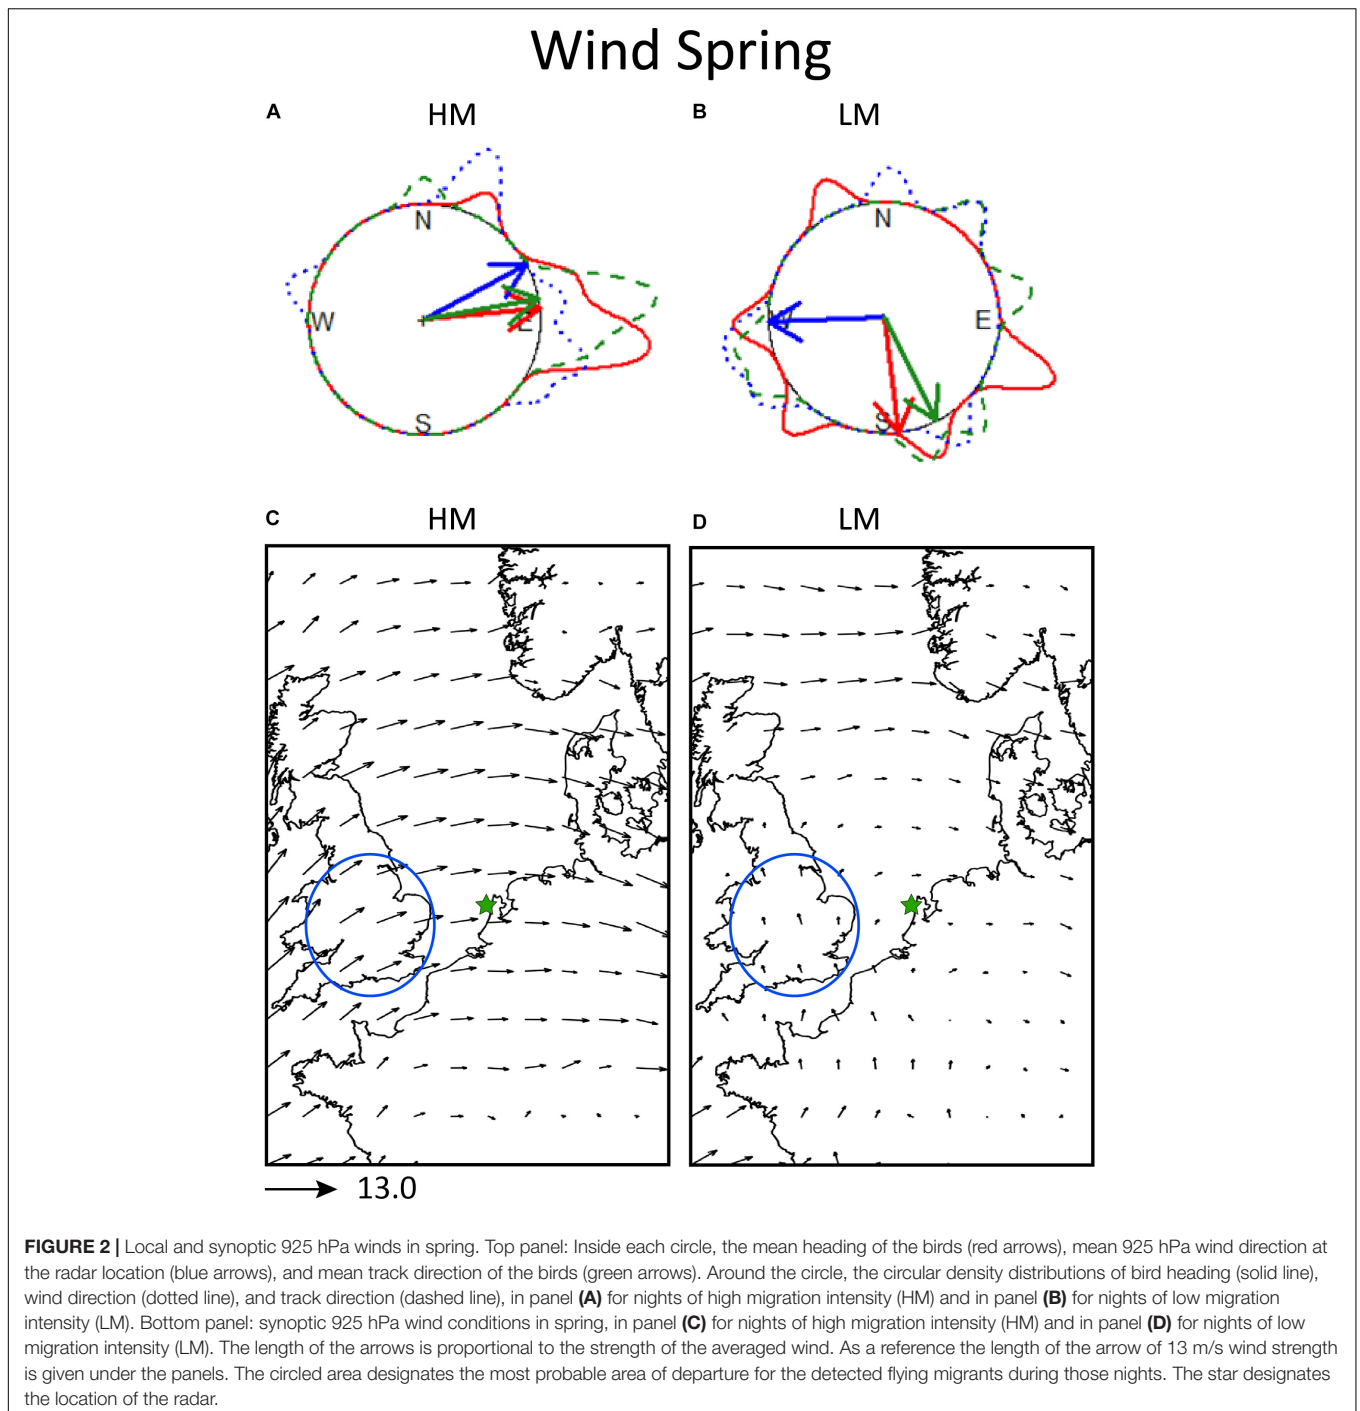 Wind Spring
A HM B LM
N
W
E
S
N
W
E
S
C HM D LM
13.0
FIGURE 2 | Local and synoptic 925 hPa winds in spring. Top panel: Inside each circle, the mean heading of the birds (red arrows), mean 925 hPa wind direction at
the radar location (blue arrows), and mean track direction of the birds (green arrows). Around the circle, the circular density distributions of bird heading (solid line),
wind direction (dotted line), and track direction (dashed line), in panel (A) for nights of high migration intensity (HM) and in panel (B) for nights of low migration
intensity (LM). Bottom panel: synoptic 925 hPa wind conditions in spring, in panel (C) for nights of high migration intensity (HM) and in panel (D) for nights of low
migration intensity (LM). The length of the arrows is proportional to the strength of the averaged wind. As a reference the length of the arrow of 13 m/s wind strength
is given under the panels. The circled area designates the most probable area of departure for the detected flying migrants during those nights. The star designates
the location of the radar.